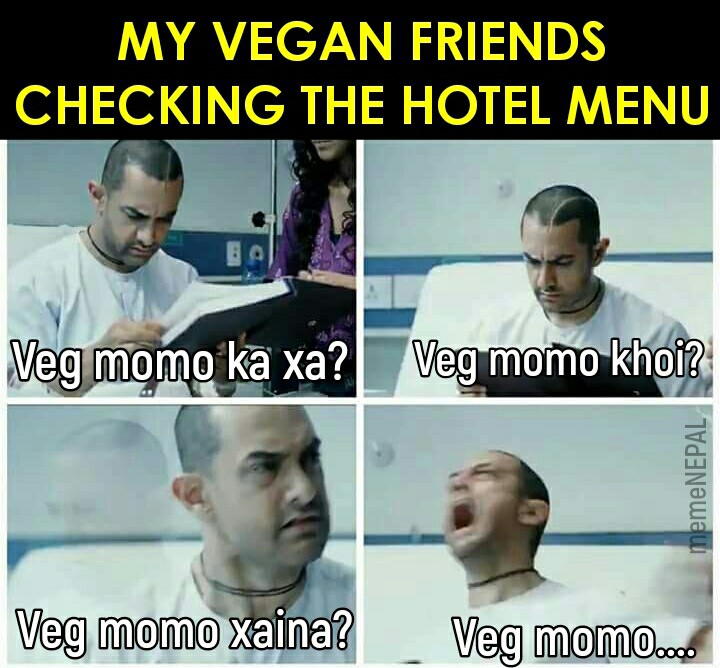 MY VEGAN FRIENDS
CHECKING THE HOTEL MENU
Veg momo ka xa?
Veg momo khoi?
Veg momo xaina?
Veg momo....
memeNEPAL